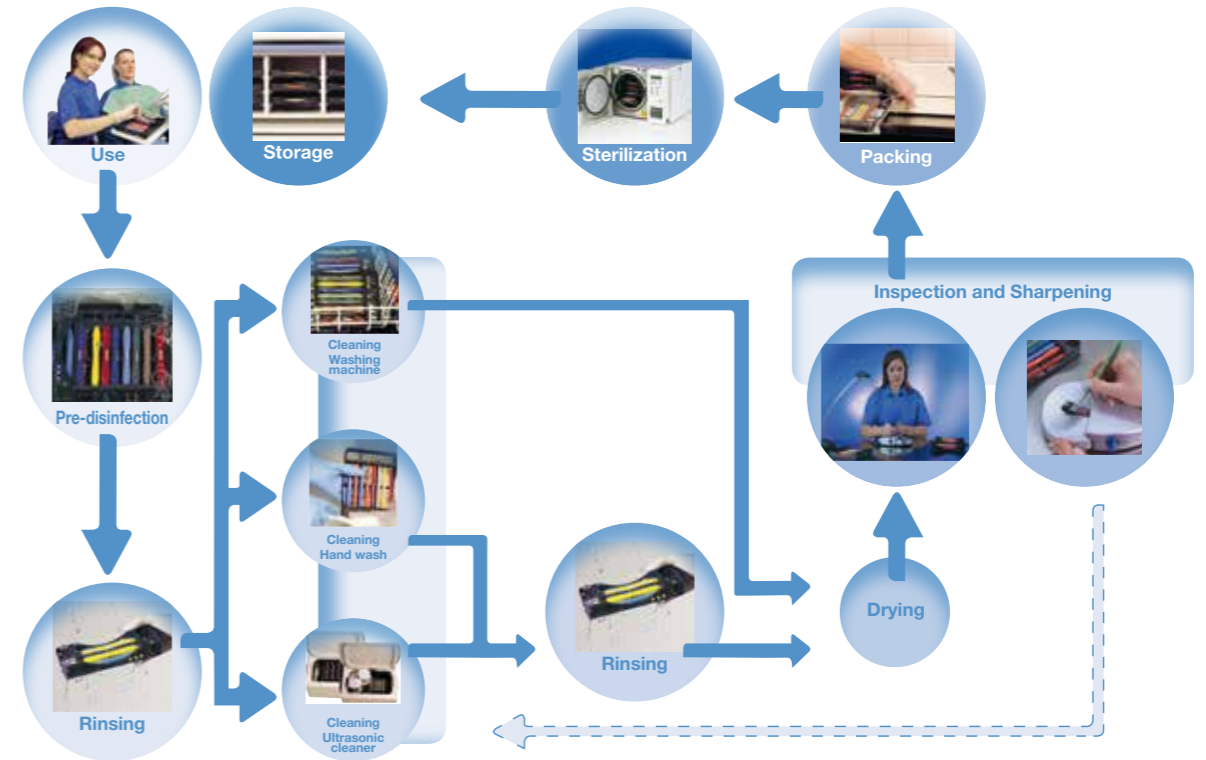 Use
Storage
Sterilization
Packing
Pre-disinfection
Rinsing
Cleaning
Washing
machine
Cleaning
Hand wash
Cleaning
Ultrasonic
cleaner
Rinsing
Drying
Inspection and Sharpening